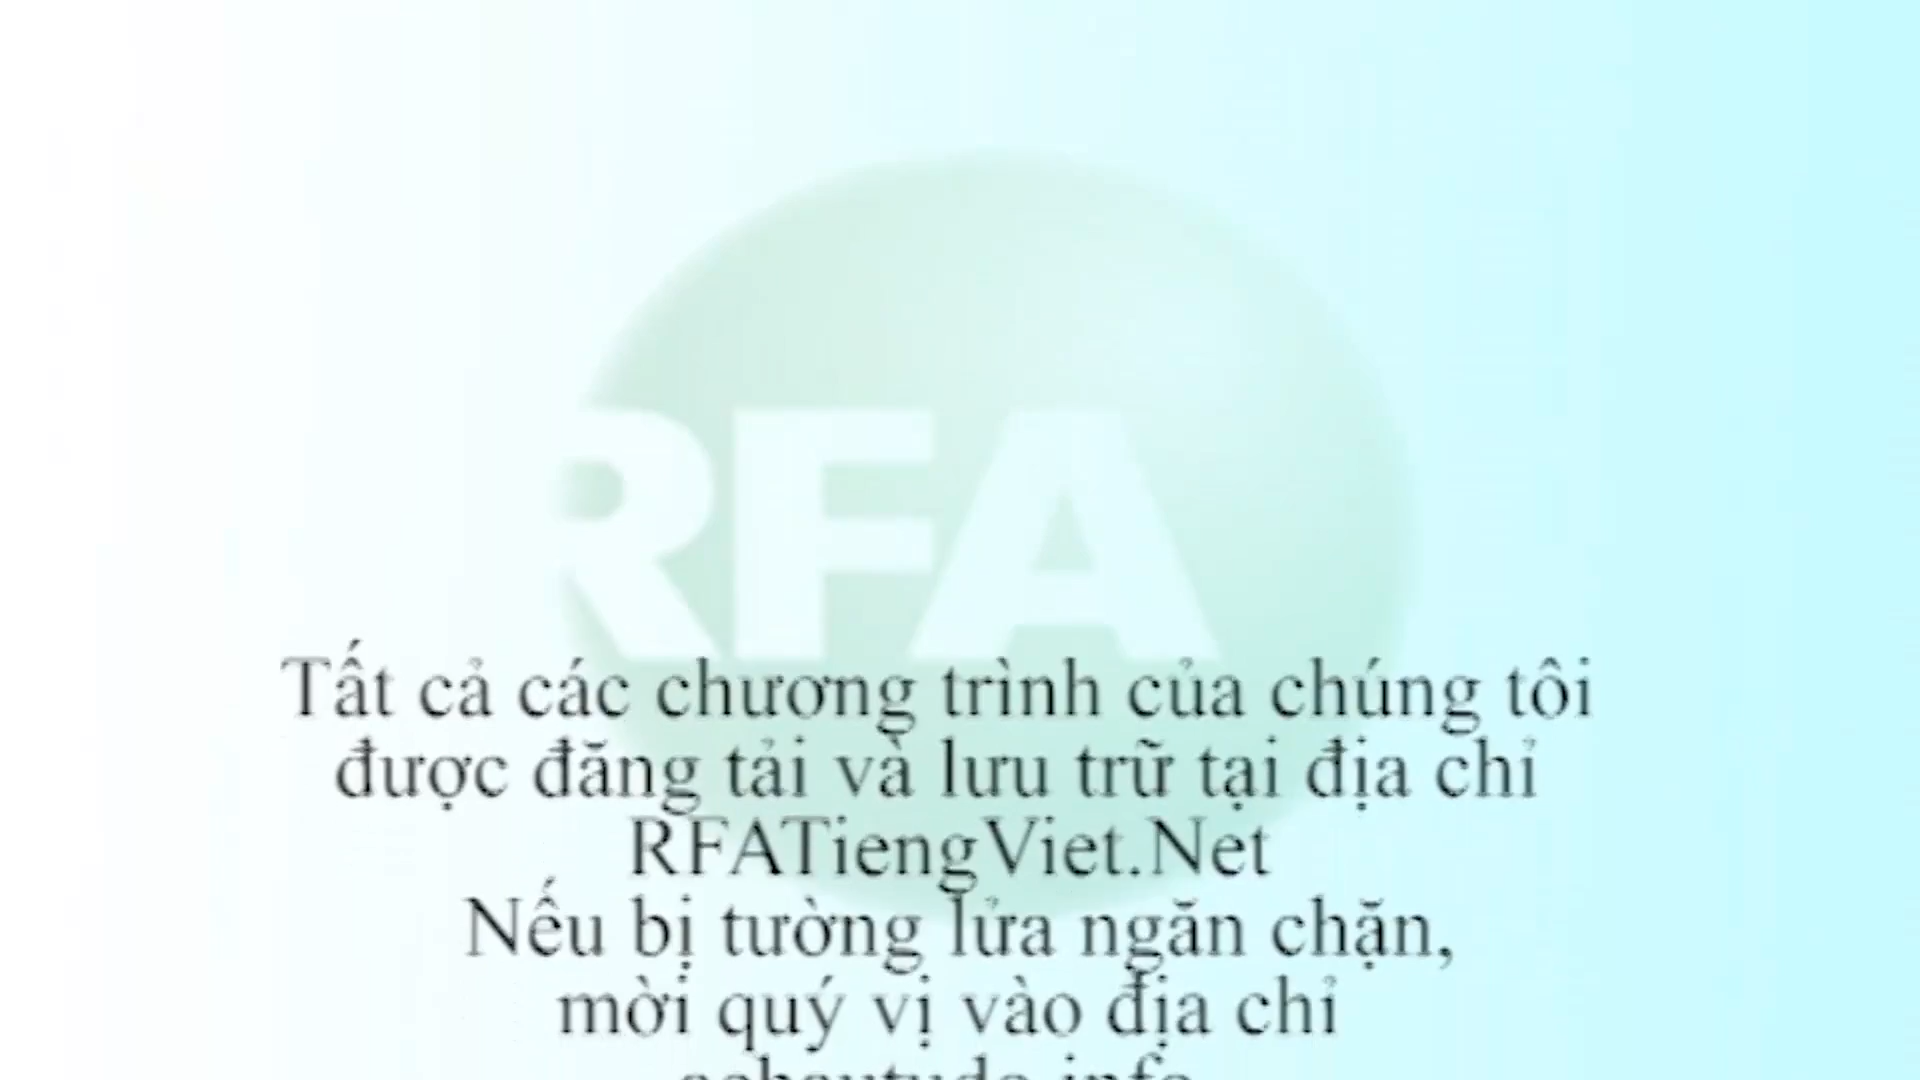 RFA
Tất cả các chương trình của chúng tôi
được đăng tải và lưu trữ tại địa chỉ
RFATiengViet.Net
Nếu bị tường lửa ngăn chặn,
mời quý vị vào địa chỉ